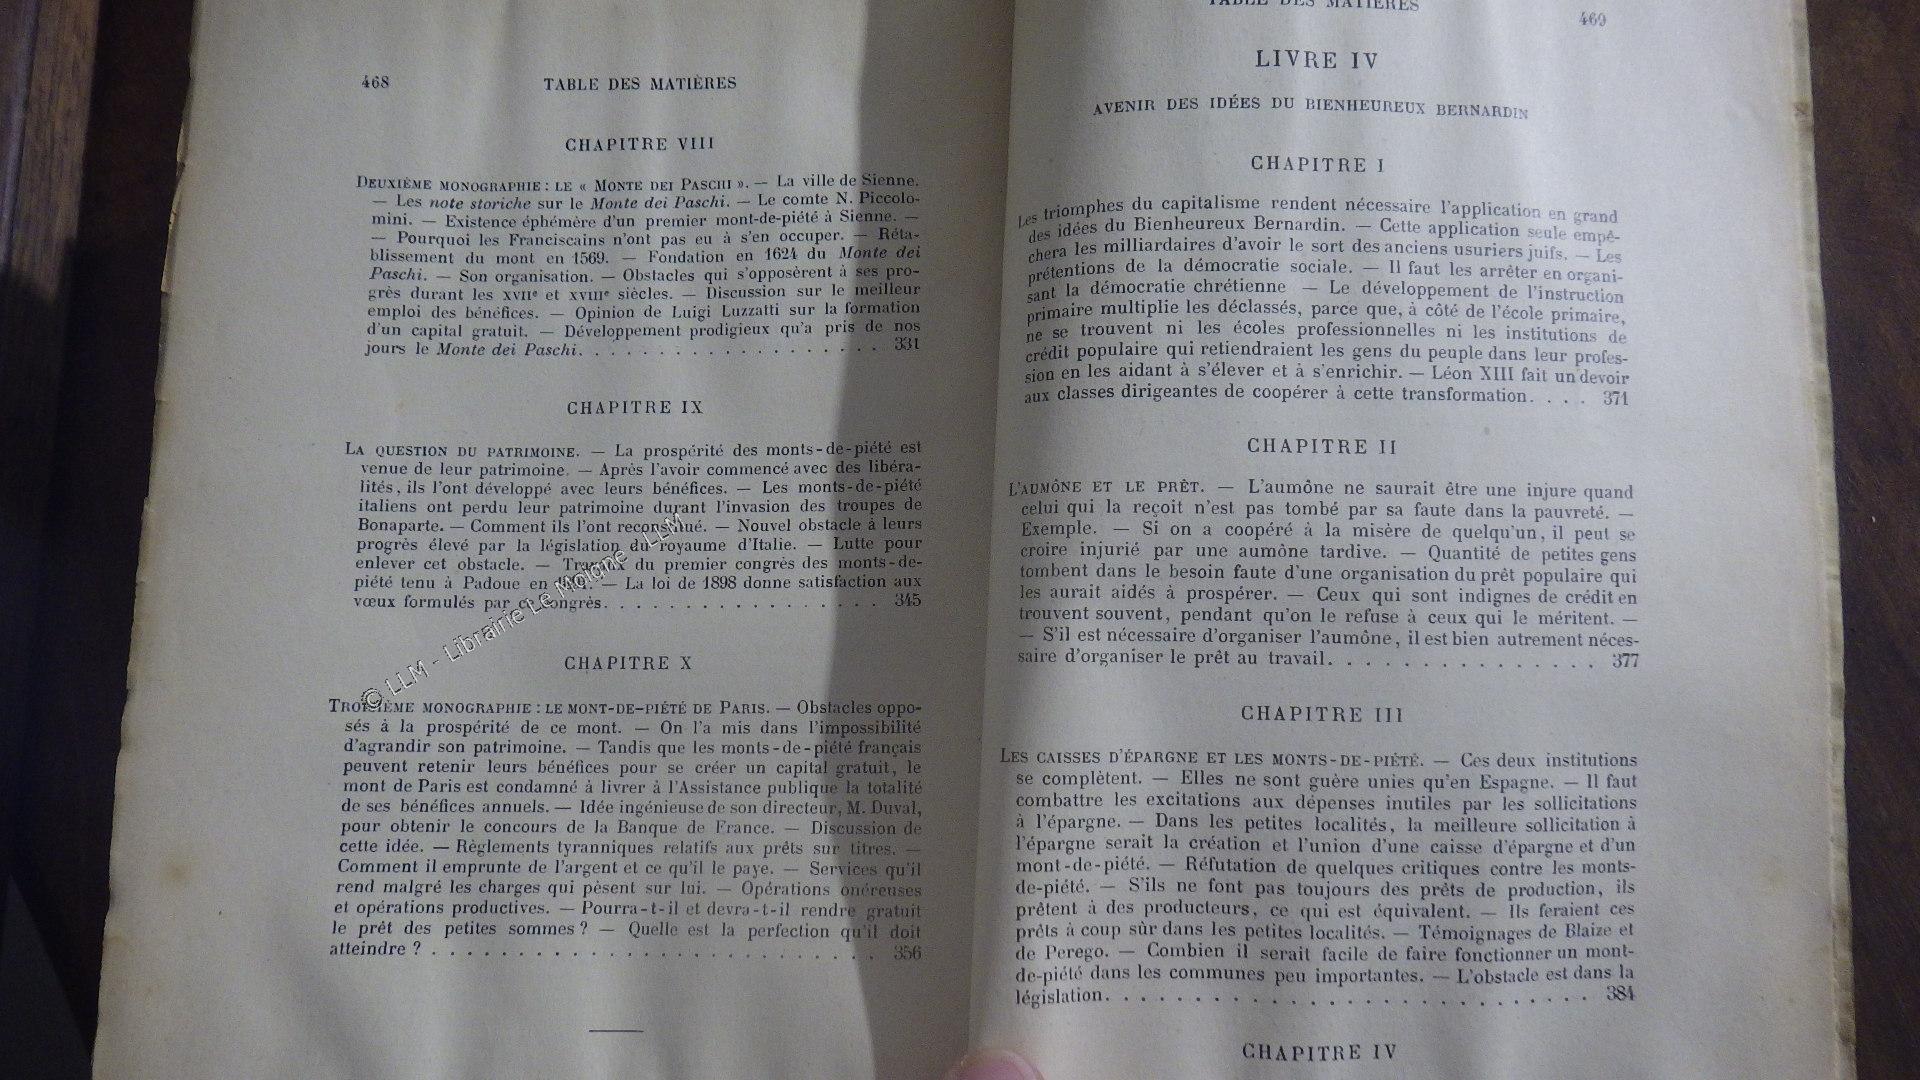 468
TABLE DES MATIÈRES
CHAPITRE VIII
DEUXIÈME MONOGRAPHIE : LE « MONTE DEI PASCHI ». — La ville de Sienne.
— Les note storiche sur le Monte dei Paschi. — Le comte N. Piccolo-
mini. — Existence éphémère d'un premier mont-de-piété à Sienne. —
— Pourquoi les Franciscains n'ont pas eu à s'en occuper. — Réta-
blissement du mont en 1569. — Fondation en 1624 du Monte dei
Paschi. — Son organisation. — Obstacles qui s'opposèrent à ses pro-
grès durant les XVIIe et XVIIIe siècles. — Discussion sur le meilleur
emploi des bénéfices. — Opinion de Luigi Luzzatti sur la formation
d'un capital gratuit. — Développement prodigieux qu'a pris de nos
jours le Monte dei Paschi. . . . . . . . . . . . . . . . . . 331
CHAPITRE IX
LA QUESTION DU PATRIMOINE. — La prospérité des monts-de-piété est
venue de leur patrimoine. — Après l'avoir commencé avec des libéra-
lités, ils l'ont développé avec leurs bénéfices. — Les monts-de-piété
italiens ont perdu leur patrimoine durant l'invasion des troupes de
Bonaparte. — Comment ils l'ont reconstitué. — Nouvel obstacle à leurs
progrès élevé par la législation du royaume d'Italie. — Lutte pour
enlever cet obstacle. — Travaux du premier congrès des monts-de-
piété tenu à Padoue en — La loi de 1898 donne satisfaction aux
vœux formulés par ce congrès. . . . . . . . . . . . . . . . . 345
CHAPITRE X
TROISIÈME MONOGRAPHIE : LE MONT-DE-PIÉTÉ DE PARIS. — Obstacles oppo-
sés à la prospérité de ce mont. — On l'a mis dans l'impossibilité
d'agrandir son patrimoine. — Tandis que les monts-de-piété français
peuvent retenir leurs bénéfices pour se créer un capital gratuit, le
mont de Paris est condamné à livrer à l'Assistance publique la totalité
de ses bénéfices annuels. — Idée ingénieuse de son directeur, M. Duval,
pour obtenir le concours de la Banque de France. — Discussion de
cette idée. — Règlements tyranniques relatifs aux prêts sur titres. —
Comment il emprunte de l'argent et ce qu'il le paye. — Services qu'il
rend malgré les charges qui pèsent sur lui. — Opérations onéreuses
et opérations productives. — Pourra-t-il et devra-t-il rendre gratuit
le prêt des petites sommes ? — Quelle est la perfection qu'il doit
atteindre ? . . . . . . . . . . . . . . . . . . . . . . . . . . 356
© LLM - Librairie Le Molone - LLM
TABLE DES MATIÈRES
469
LIVRE IV
AVENIR DES IDÉES DU BIENHEUREUX BERNARDIN
CHAPITRE I
Les triomphes du capitalisme rendent nécessaire l'application en grand
des idées du Bienheureux Bernardin. — Cette application seule empê-
chera les milliardaires d'avoir le sort des anciens usuriers juifs. — Les
prétentions de la démocratie sociale. — Il faut les arrêter en organi-
sant la démocratie chrétienne — Le développement de l'instruction
primaire multiplie les déclassés, parce que, à côté de l'école primaire,
ne se trouvent ni les écoles professionnelles ni les institutions de
crédit populaire qui retiendraient les gens du peuple dans leur profes-
sion en les aidant à s'élever et à s'enrichir. — Léon XIII fait un devoir
aux classes dirigeantes de coopérer à cette transformation. . . . 371
CHAPITRE II
L'AUMÔNE ET LE PRÊT. — L'aumône ne saurait être une injure quand
celui qui la reçoit n'est pas tombé par sa faute dans la pauvreté. —
Exemple. — Si on a coopéré à la misère de quelqu'un, il peut se
croire injurié par une aumône tardive. — Quantité de petites gens
tombent dans le besoin faute d'une organisation du prêt populaire qui
les aurait aidés à prospérer. — Ceux qui sont indignes de crédit en
trouvent souvent, pendant qu'on le refuse à ceux qui le méritent. —
— S'il est nécessaire d'organiser l'aumône, il est bien autrement néces-
saire d'organiser le prêt au travail. . . . . . . . . . . . . . . 377
CHAPITRE III
LES CAISSES D'ÉPARGNE ET LES MONTS-DE-PIÉTÉ. — Ces deux institutions
se complètent. — Elles ne sont guère unies qu'en Espagne. — Il faut
combattre les excitations aux dépenses inutiles par les sollicitations
à l'épargne. — Dans les petites localités, la meilleure sollicitation à
l'épargne serait la création et l'union d'une caisse d'épargne et d'un
mont-de-piété. — Réfutation de quelques critiques contre les monts-
de-piété. — S'ils ne font pas toujours des prêts de production, ils
prêtent à des producteurs, ce qui est équivalent. — Ils feraient ces
prêts à coup sûr dans les petites localités. — Témoignages de Blaize et
de Perego. — Combien il serait facile de faire fonctionner un mont-
de-piété dans les communes peu importantes. — L'obstacle est dans la
législation. . . . . . . . . . . . . . . . . . . . . . . . . . . 384
CHAPITRE IV